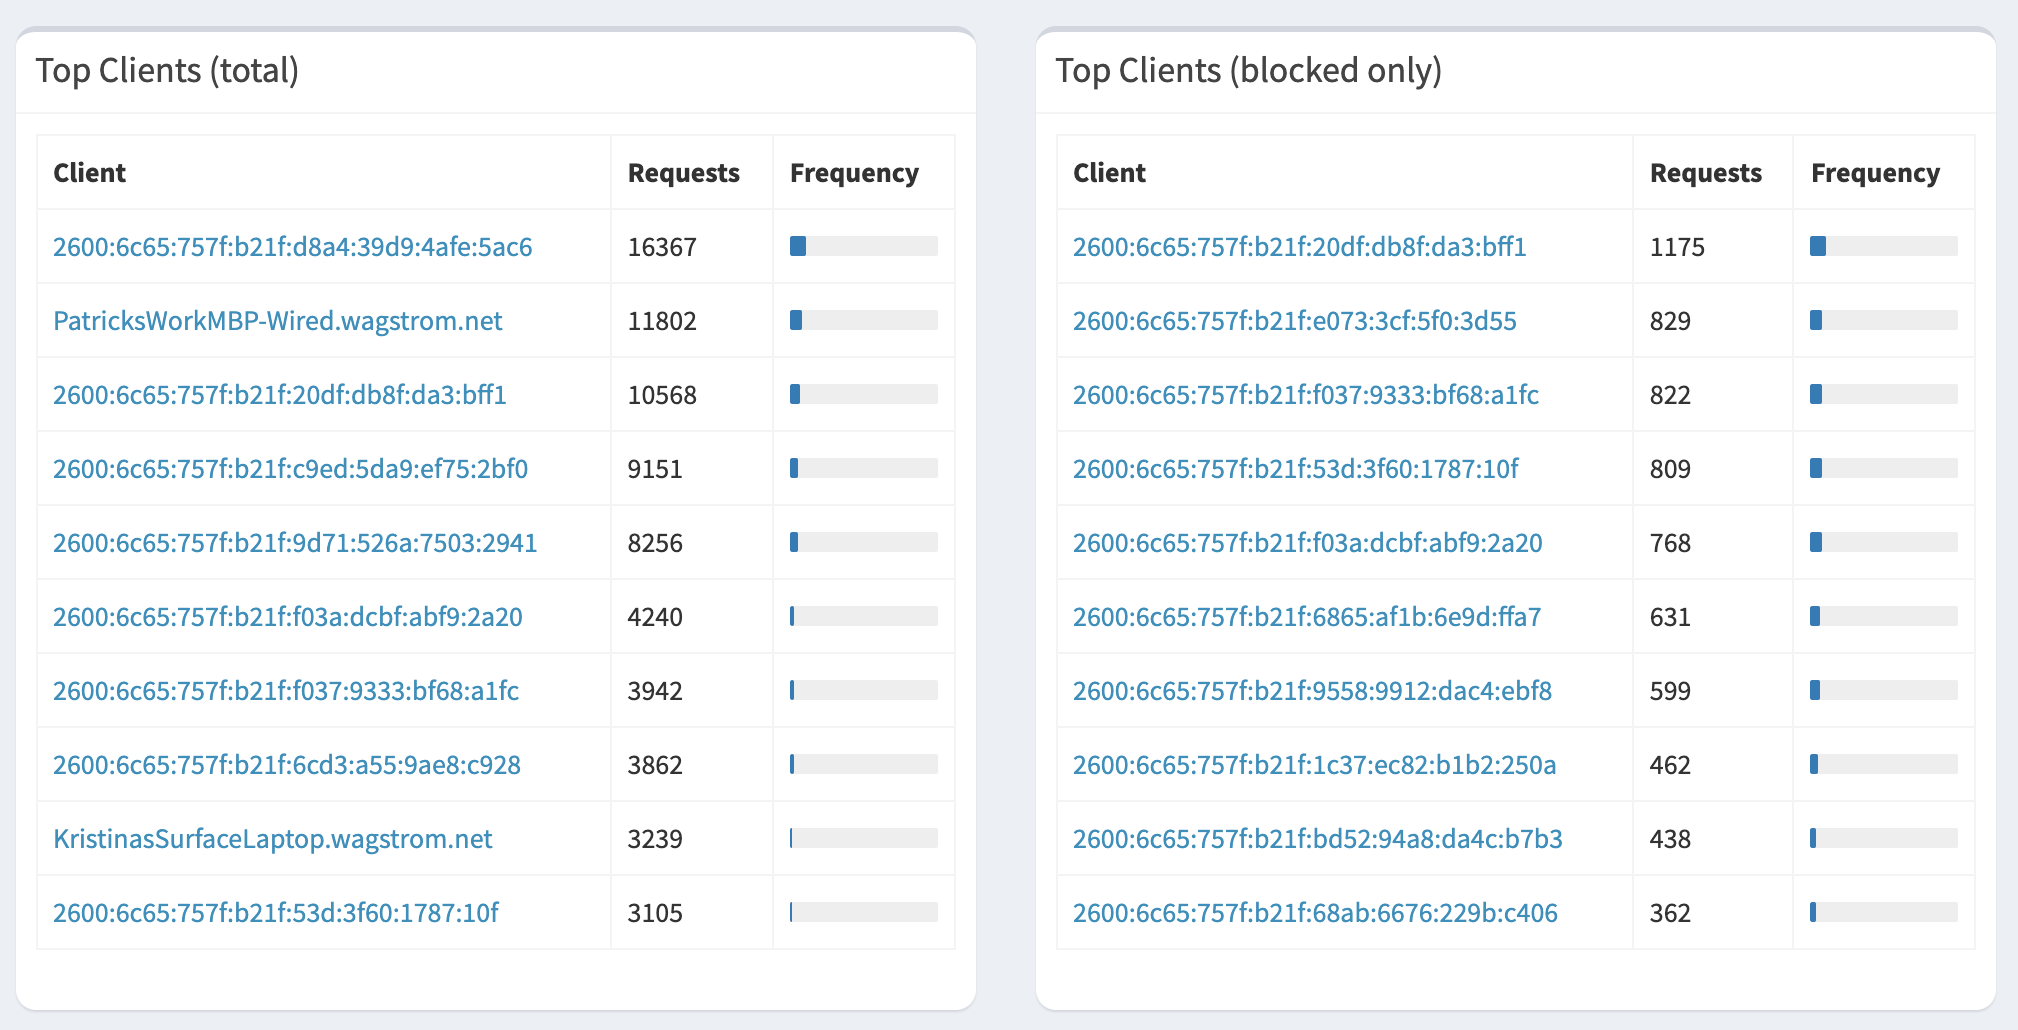 Top Clients (total)
Client Requests Frequency
2600:6c65:757f:b21f:d8a4:39d9:4afe:5ac6 16367
PatricksWorkMBP-Wired.wagstrom.net 11802
2600:6c65:757f:b21f:20df:db8f:da3:bff1 10568
2600:6c65:757f:b21f:c9ed:5da9:ef75:2bf0 9151
2600:6c65:757f:b21f:9d71:526a:7503:2941 8256
2600:6c65:757f:b21f:f03a:dcbf:abf9:2a20 4240
2600:6c65:757f:b21f:f037:9333:bf68:a1fc 3942
2600:6c65:757f:b21f:6cd3:a55:9ae8:c928 3862
KristinasSurfaceLaptop.wagstrom.net 3239
2600:6c65:757f:b21f:53d:3f60:1787:10f 3105
Top Clients (blocked only)
Client Requests Frequency
2600:6c65:757f:b21f:20df:db8f:da3:bff1 1175
2600:6c65:757f:b21f:e073:3cf:5f0:3d55 829
2600:6c65:757f:b21f:f037:9333:bf68:a1fc 822
2600:6c65:757f:b21f:53d:3f60:1787:10f 809
2600:6c65:757f:b21f:f03a:dcbf:abf9:2a20 768
2600:6c65:757f:b21f:6865:af1b:6e9d:ffa7 631
2600:6c65:757f:b21f:9558:9912:dac4:ebf8 599
2600:6c65:757f:b21f:1c37:ec82:b1b2:250a 462
2600:6c65:757f:b21f:bd52:94a8:da4c:b7b3 438
2600:6c65:757f:b21f:68ab:6676:229b:c406 362